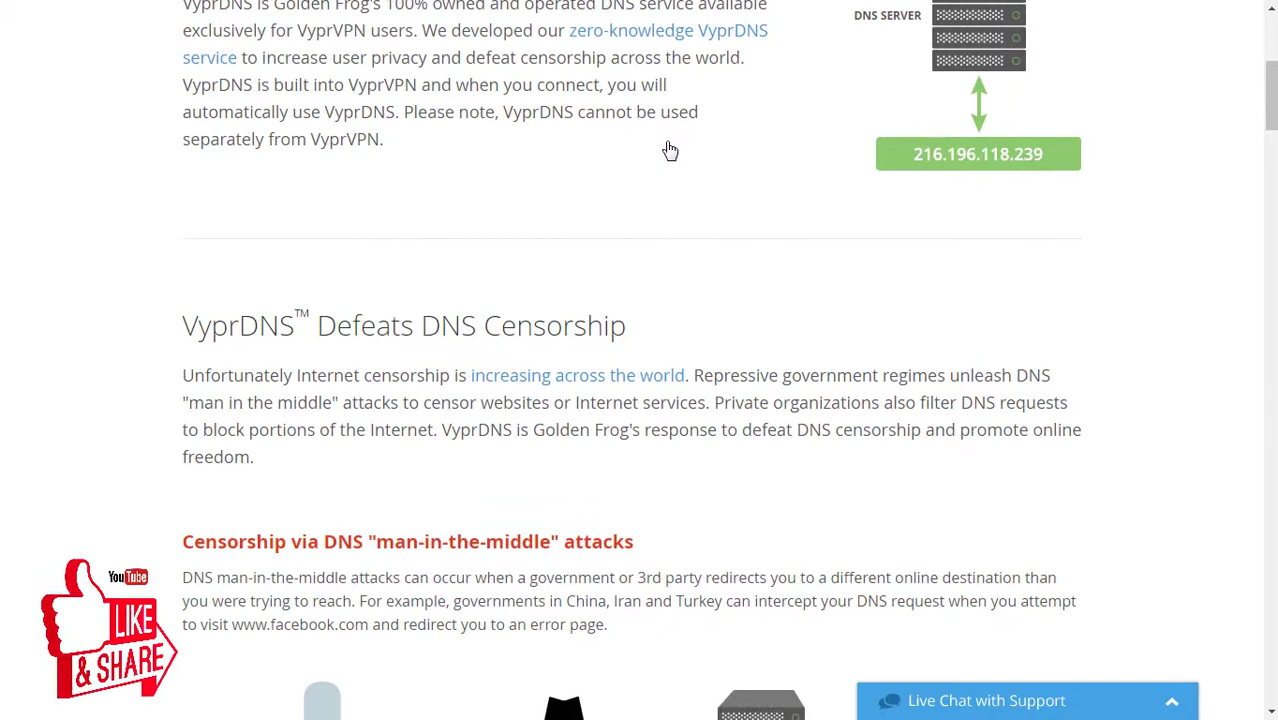 VyprDNS is Golden Frog's 100% owned and operated DNS service available
exclusively for VyprVPN users. We developed our zero-knowledge VyprDNS
service to increase user privacy and defeat censorship across the world.
VyprDNS is built into VyprVPN and when you connect, you will
automatically use VyprDNS. Please note, VyprDNS cannot be used
separately from VyprVPN.
DNS SERVER
216.196.118.239
VyprDNS™ Defeats DNS Censorship
Unfortunately Internet censorship is increasing across the world. Repressive government regimes unleash DNS
"man in the middle" attacks to censor websites or Internet services. Private organizations also filter DNS requests
to block portions of the Internet. VyprDNS is Golden Frog's response to defeat DNS censorship and promote online
freedom.
Censorship via DNS "man-in-the-middle" attacks
DNS man-in-the-middle attacks can occur when a government or 3rd party redirects you to a different online destination than
you were trying to reach. For example, governments in China, Iran and Turkey can intercept your DNS request when you attempt
to visit www.facebook.com and redirect you to an error page.
YouTube
LIKE
& SHARE
Live Chat with Support